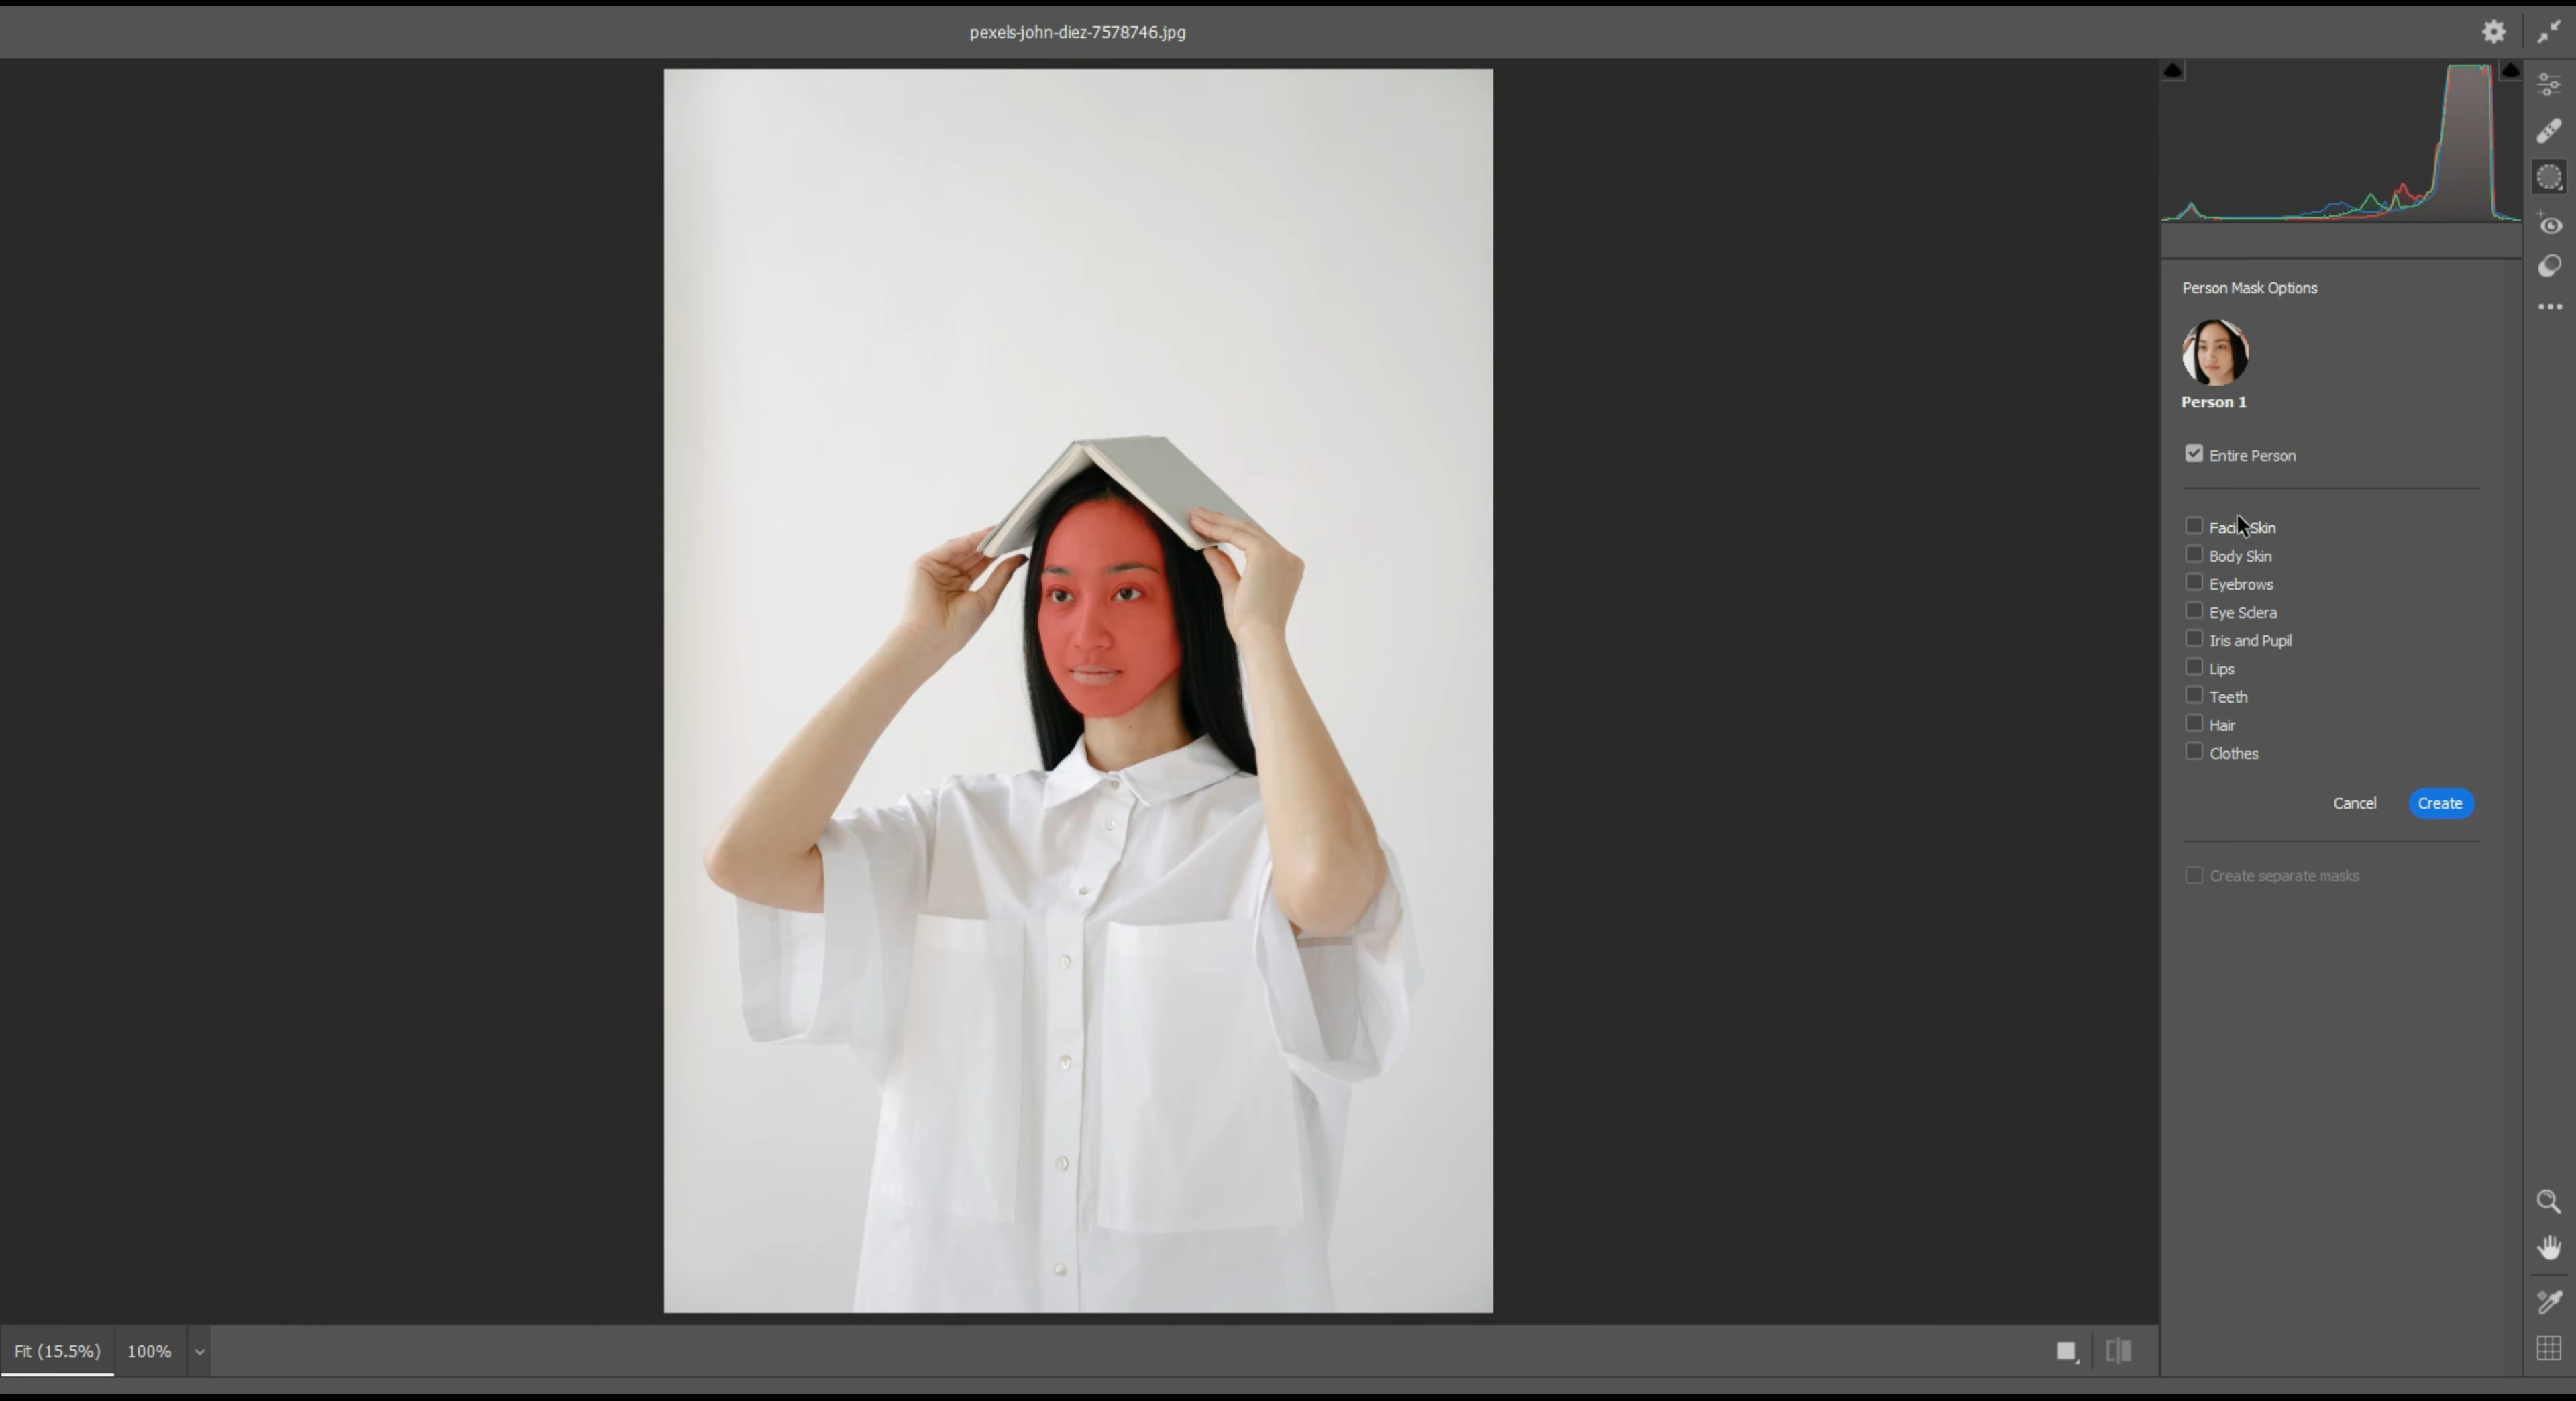 pexels-john-diez-7578746.jpg
Person Mask Options
Person 1
Entire Person
Facial Skin
Body Skin
Eyebrows
Eye Sclera
Iris and Pupil
Lips
Teeth
Hair
Clothes
Cancel Create
Create separate masks
Fit (15.5%) 100%